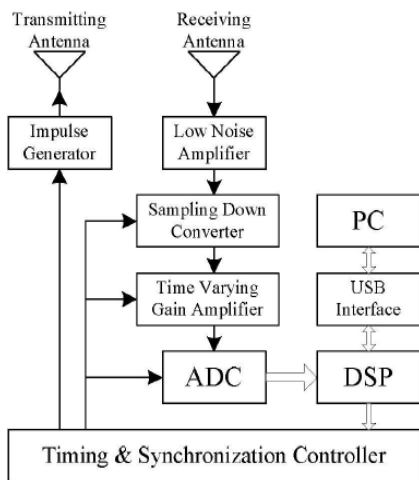 Transmitting
Antenna
Receiving
Antenna
Impulse
Generator
Low Noise
Amplifier
Sampling Down
Converter
PC
Time Varying
Gain Amplifier
USB
Interface
ADC
DSP
Timing & Synchronization Controller